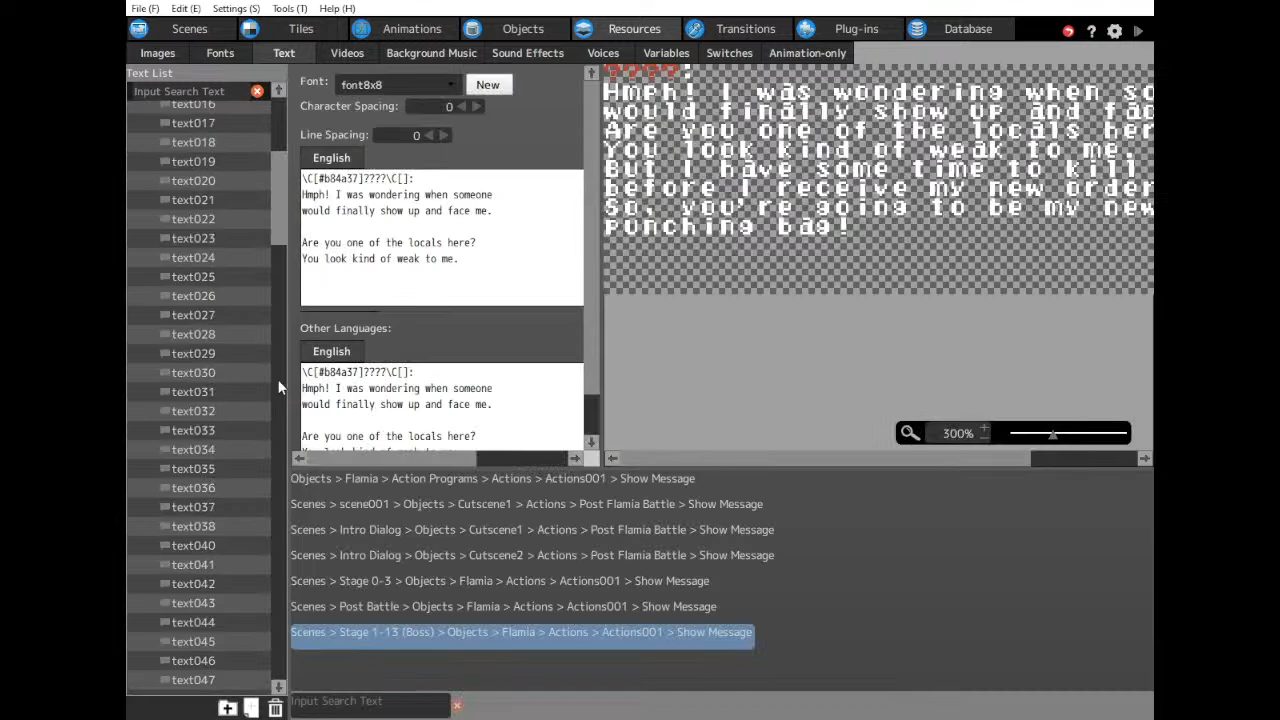 File (F) Edit (E) Settings (S) Tools (T) Help (H)
Scenes Tiles Animations Objects Resources Transitions Plug-ins Database
Images Fonts Text Videos Background Music Sound Effects Voices Variables Switches Animation-only
Text List
Input Search Text
text016
text017
text018
text019
text020
text021
text022
text023
text024
text025
text026
text027
text028
text029
text030
text031
text032
text033
text034
text035
text036
text037
text038
text040
text041
text042
text043
text044
text045
text046
text047
Font: font8x8 New
Character Spacing: 0
Line Spacing: 0
English
\C[#b84a37]????\C[]:
Hmph! I was wondering when someone
would finally show up and face me.
Are you one of the locals here?
You look kind of weak to me.
Other Languages:
English
\C[#b84a37]????\C[]:
Hmph! I was wondering when someone
would finally show up and face me.
Are you one of the locals here?
????:
Hmph! I was wondering when so
would finally show up and fac
Are you one of the locals her
You look kind of weak to me.
But I have some time to kill
before I receive my new order
So, you're going to be my new
punching bag!
300%
Objects > Flamia > Action Programs > Actions > Actions001 > Show Message
Scenes > scene001 > Objects > Cutscene1 > Actions > Post Flamia Battle > Show Message
Scenes > Intro Dialog > Objects > Cutscene1 > Actions > Post Flamia Battle > Show Message
Scenes > Intro Dialog > Objects > Cutscene2 > Actions > Post Flamia Battle > Show Message
Scenes > Stage 0-3 > Objects > Flamia > Actions > Actions001 > Show Message
Scenes > Post Battle > Objects > Flamia > Actions > Actions001 > Show Message
Scenes > Stage 1-13 (Boss) > Objects > Flamia > Actions > Actions001 > Show Message
Input Search Text